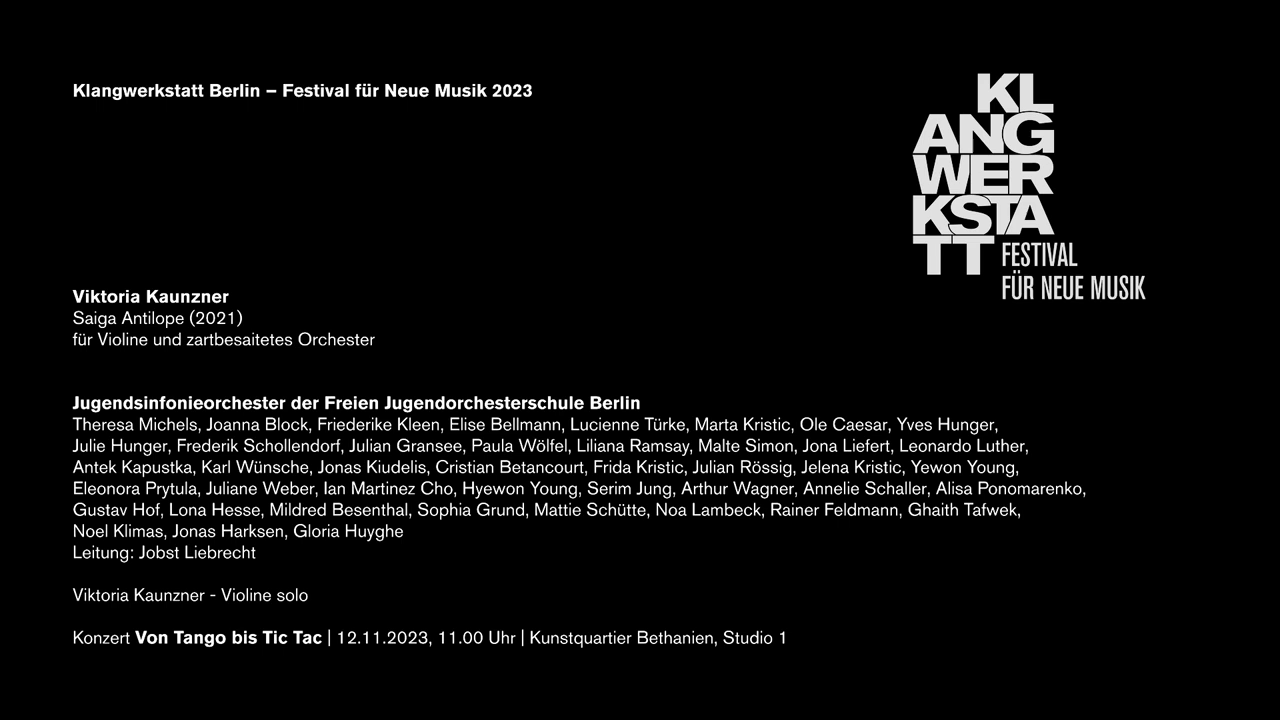 Klangwerkstatt Berlin – Festival für Neue Musik 2023
KL
ANG
WER
KSTA
TT
FESTIVAL
FÜR NEUE MUSIK
Viktoria Kaunzner
Saiga Antilope (2021)
für Violine und zartbesaitetes Orchester
Jugendsinfonieorchester der Freien Jugendorchesterschule Berlin
Theresa Michels, Joanna Block, Friederike Kleen, Elise Bellmann, Lucienne Türke, Marta Kristic, Ole Caesar, Yves Hunger,
Julie Hunger, Frederik Schollendorf, Julian Gransee, Paula Wölfel, Liliana Ramsay, Malte Simon, Jona Liefert, Leonardo Luther,
Antek Kapustka, Karl Wünsche, Jonas Kiudelis, Cristian Betancourt, Frida Kristic, Julian Rössig, Jelena Kristic, Yewon Young,
Eleonora Prytula, Juliane Weber, Ian Martinez Cho, Hyewon Young, Serim Jung, Arthur Wagner, Annelie Schaller, Alisa Ponomarenko,
Gustav Hof, Lona Hesse, Mildred Besenthal, Sophia Grund, Mattie Schütte, Noa Lambeck, Rainer Feldmann, Ghaith Tafwek,
Noel Klimas, Jonas Harksen, Gloria Huyghe
Leitung: Jobst Liebrecht
Viktoria Kaunzner - Violine solo
Konzert Von Tango bis Tic Tac | 12.11.2023, 11.00 Uhr | Kunstquartier Bethanien, Studio 1